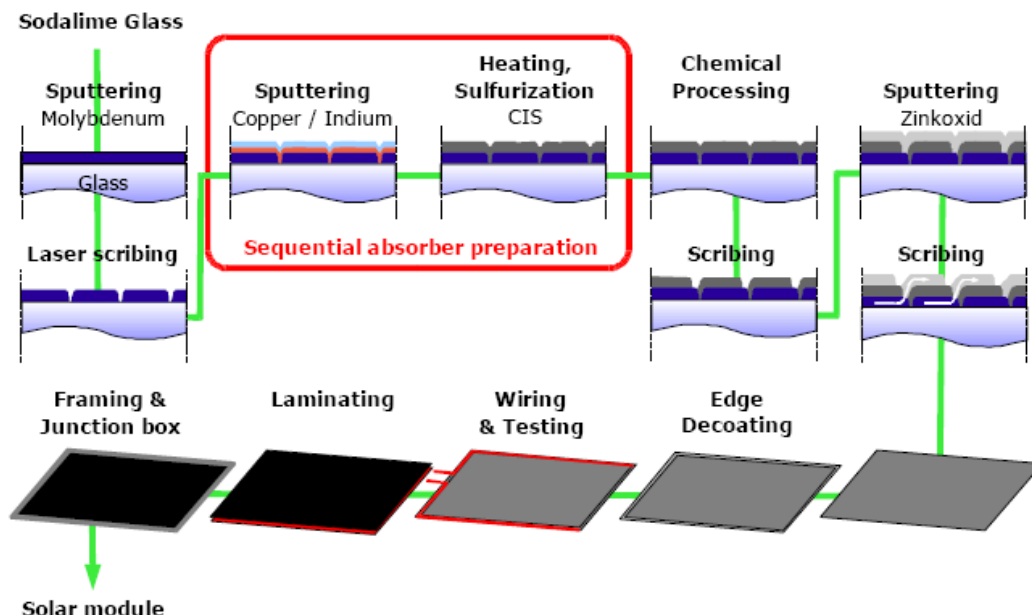 Sodalime Glass
Sputtering
Molybdenum
Glass
Laser scribing
Sputtering
Copper / Indium
Heating,
Sulfurization
CIS
Sequential absorber preparation
Chemical
Processing
Scribing
Sputtering
Zinkoxid
Scribing
Edge
Decoating
Wiring
& Testing
Laminating
Framing &
Junction box
Solar module